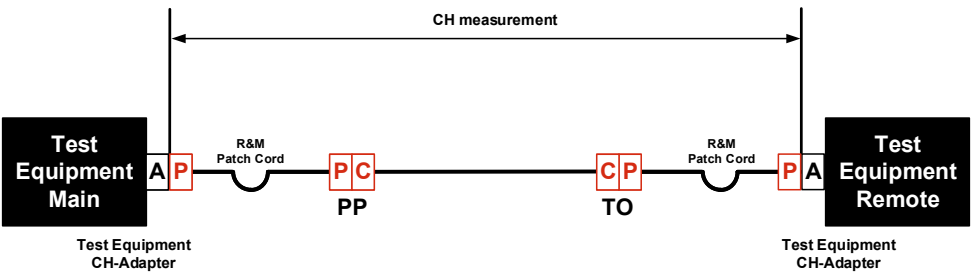 CH measurement
Test
Equipment
Main
A P
R&M
Patch Cord
P C
PP
C P
TO
R&M
Patch Cord
P A
Test
Equipment
Remote
Test Equipment
CH-Adapter
Test Equipment
CH-Adapter